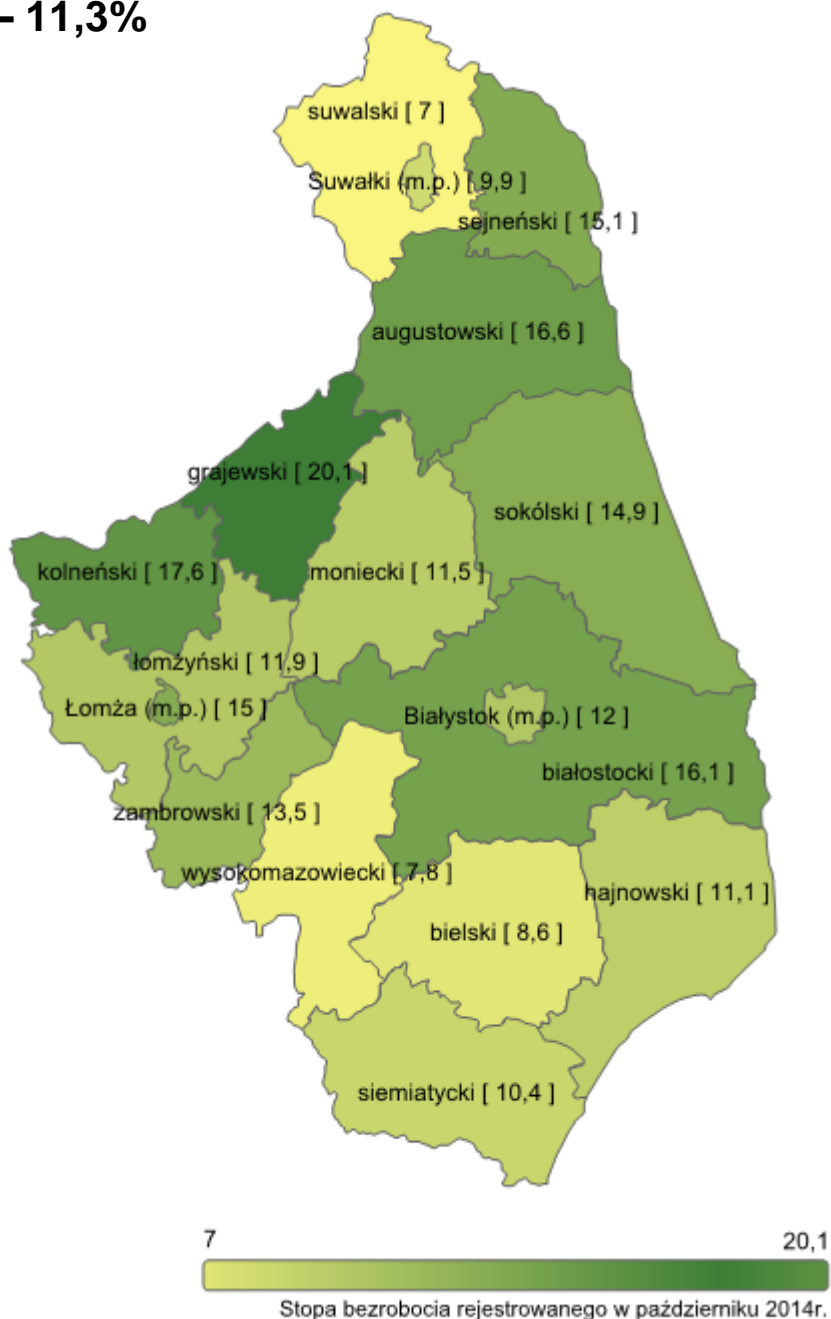 – 11,3%
suwalski [ 7 ]
Suwałki (m.p.) [ 9,9 ]
sejneński [ 15,1 ]
augustowski [ 16,6 ]
grajewski [ 20,1 ]
sokólski [ 14,9 ]
kolneński [ 17,6 ]
moniecki [ 11,5 ]
łomżyński [ 11,9 ]
Łomża (m.p.) [ 15 ]
Białystok (m.p.) [ 12 ]
białostocki [ 16,1 ]
zambrowski [ 13,5 ]
wysokomazowiecki [ 7,8 ]
hajnowski [ 11,1 ]
bielski [ 8,6 ]
siemiatycki [ 10,4 ]
7
20,1
Stopa bezrobocia rejestrowanego w październiku 2014r.